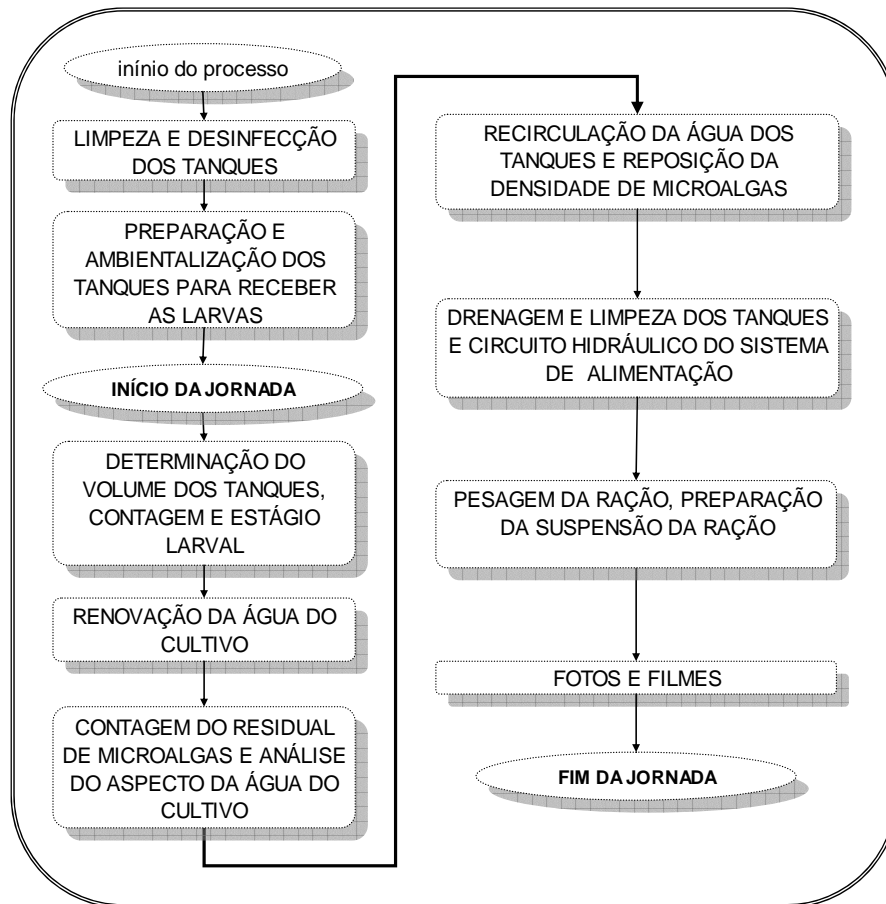 inínio do processo
LIMPEZA E DESINFECÇÃO
DOS TANQUES
PREPARAÇÃO E
AMBIENTALIZAÇÃO DOS
TANQUES PARA RECEBER
AS LARVAS
INÍCIO DA JORNADA
DETERMINAÇÃO DO
VOLUME DOS TANQUES,
CONTAGEM E ESTÁGIO
LARVAL
RENOVAÇÃO DA ÁGUA DO
CULTIVO
CONTAGEM DO RESIDUAL
DE MICROALGAS E ANÁLISE
DO ASPECTO DA ÁGUA DO
CULTIVO
RECIRCULAÇÃO DA ÁGUA DOS
TANQUES E REPOSIÇÃO DA
DENSIDADE DE MICROALGAS
DRENAGEM E LIMPEZA DOS TANQUES
E CIRCUITO HIDRÁULICO DO SISTEMA
DE ALIMENTAÇÃO
PESAGEM DA RAÇÃO, PREPARAÇÃO
DA SUSPENSÃO DA RAÇÃO
FOTOS E FILMES
FIM DA JORNADA